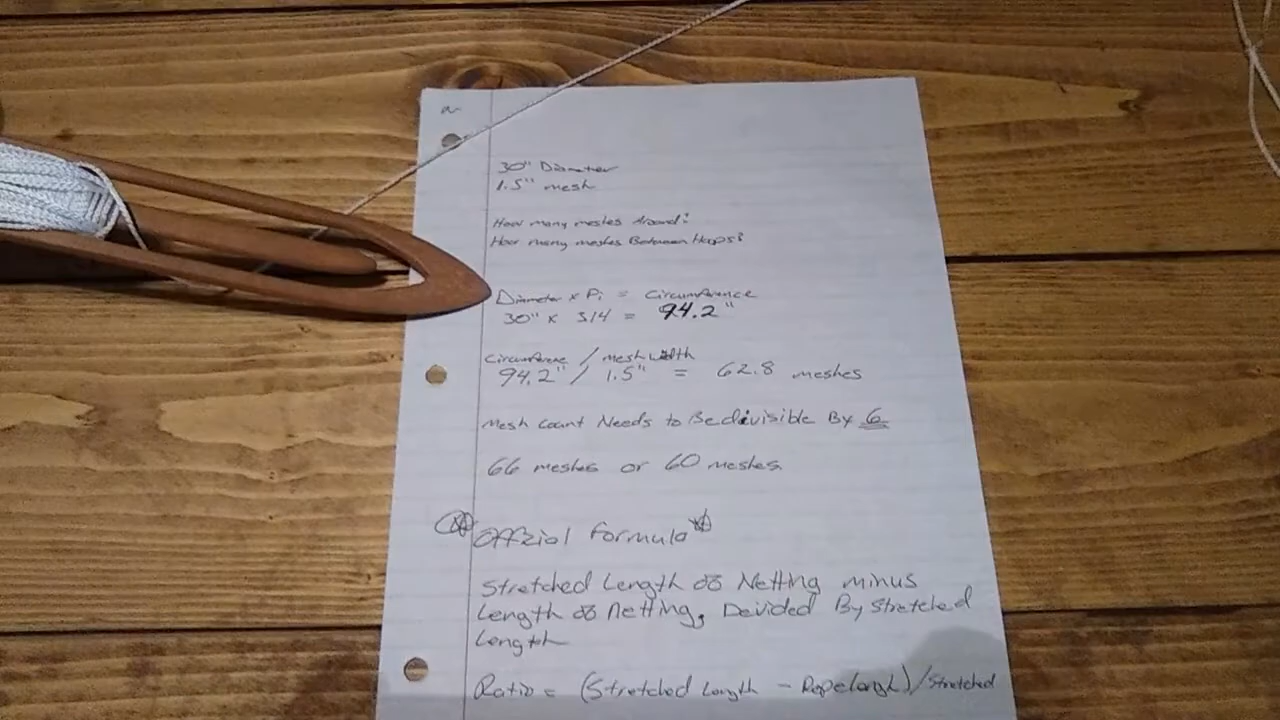 30" Diameter
1.5" mesh
How many meshes Around?
How many meshes Between Hoops?
Diameter x Pi = Circumference
30" x 3.14 = 94.2"
Circumferene / mesh width
94.2" / 1.5" = 62.8 meshes
Mesh Count Needs to Be divisible By 6
66 meshes or 60 meshes.
Official Formula
Stretched Length of Netting minus
Length of Netting, Devided By Stretched
Length
Ratio = (Stretched Length - Rope length) / Stretched